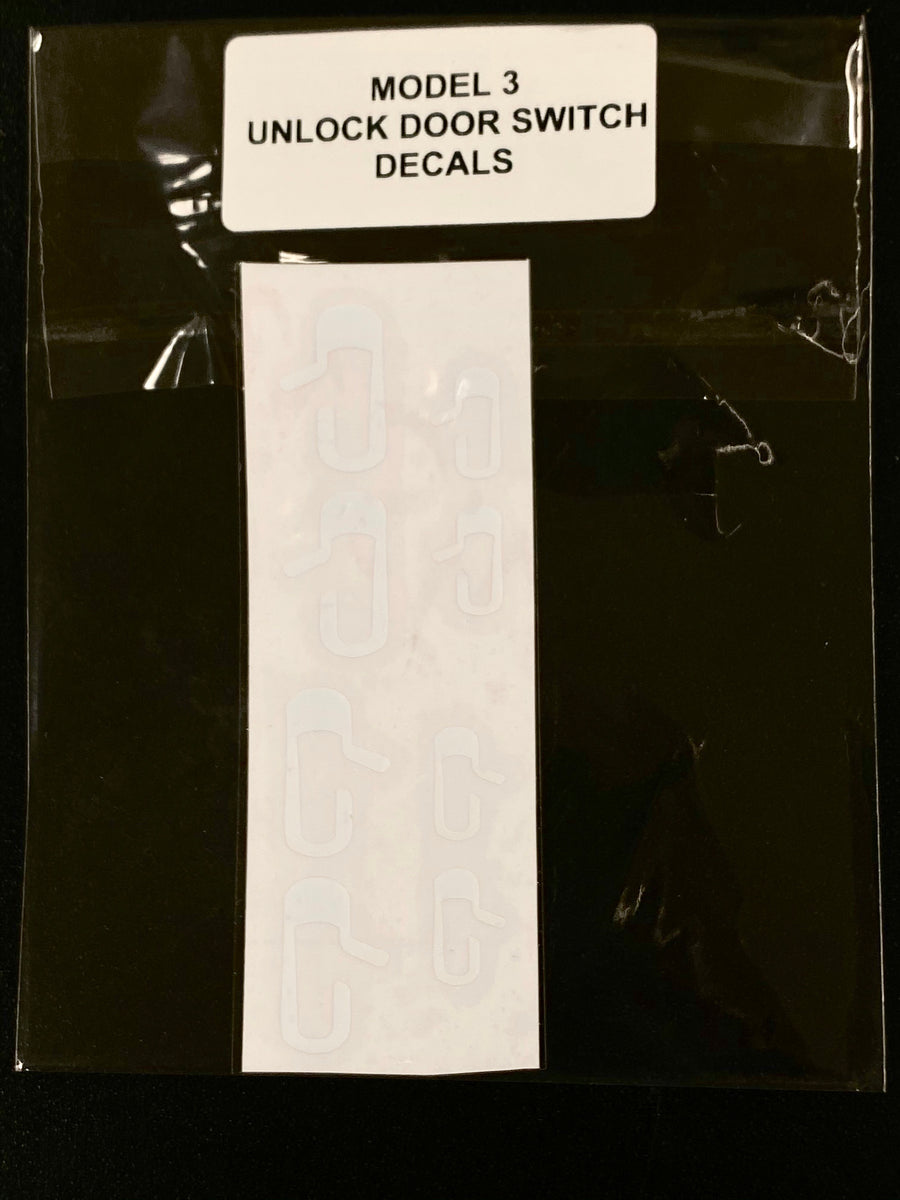 MODEL 3
UNLOCK DOOR SWITCH
DECALS